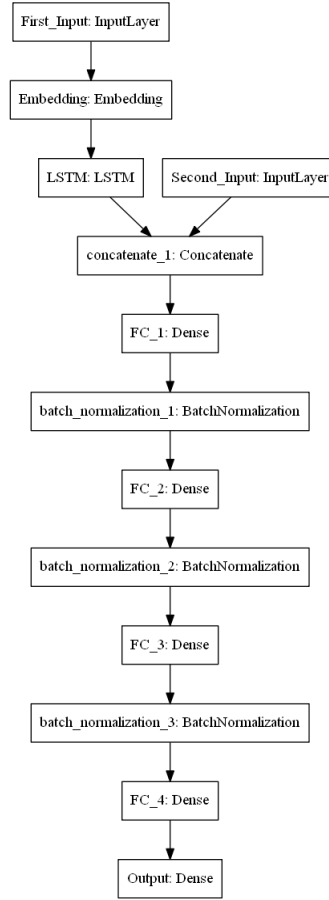 First_Input: InputLayer
Embedding: Embedding
LSTM: LSTM
Second_Input: InputLayer
concatenate_1: Concatenate
FC_1: Dense
batch_normalization_1: BatchNormalization
FC_2: Dense
batch_normalization_2: BatchNormalization
FC_3: Dense
batch_normalization_3: BatchNormalization
FC_4: Dense
Output: Dense